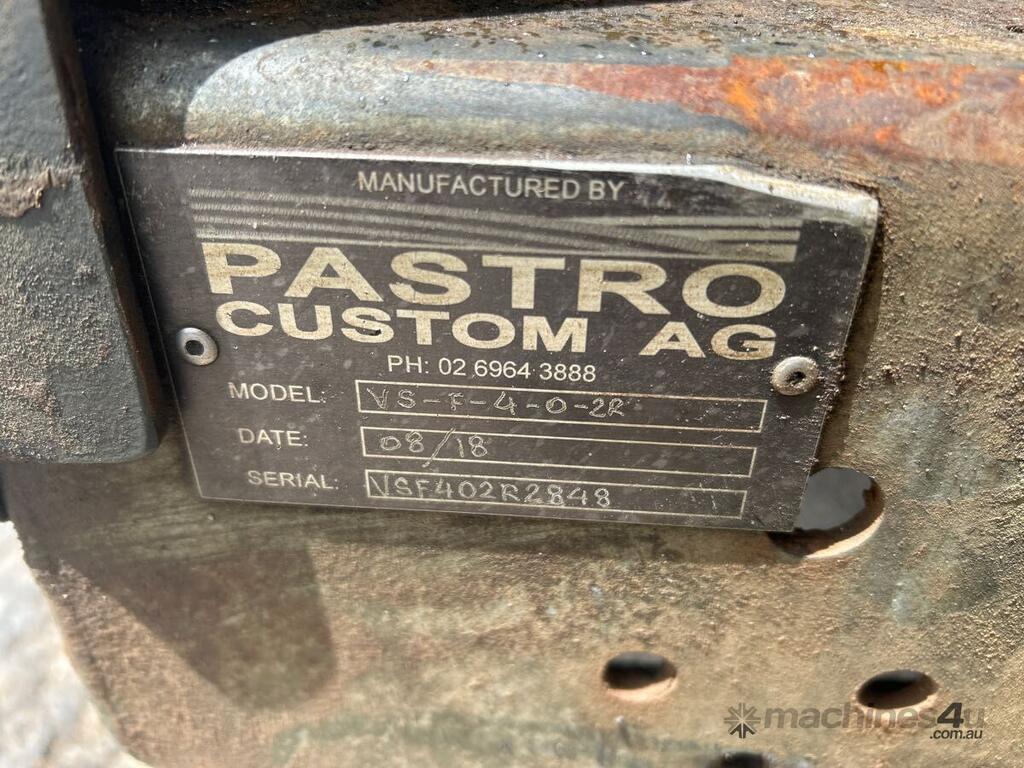 MANUFACTURED BY
PASTRO
CUSTOM AG
PH: 02 6964 3888
MODEL: VS-F-4-0-2R
DATE: 08/18
SERIAL: VSF402R2848
machines4u
.com.au